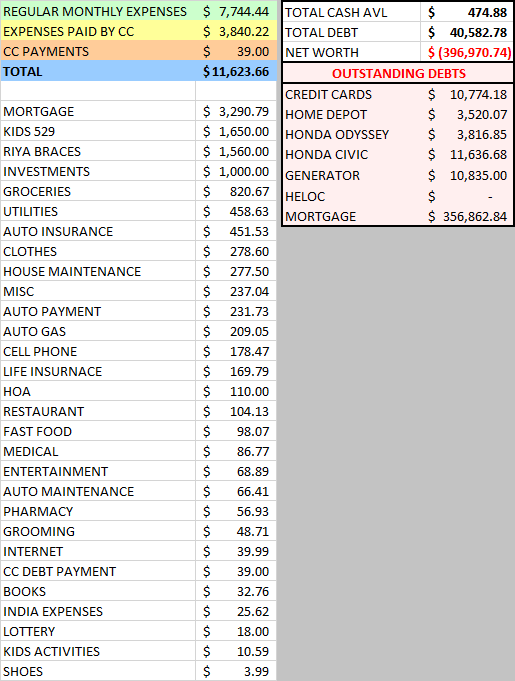 REGULAR MONTHLY EXPENSES $ 7,744.44
EXPENSES PAID BY CC $ 3,840.22
CC PAYMENTS $ 39.00
TOTAL $11,623.66
MORTGAGE $ 3,290.79
KIDS 529 $ 1,650.00
RIYA BRACES $ 1,560.00
INVESTMENTS $ 1,000.00
GROCERIES $ 820.67
UTILITIES $ 458.63
AUTO INSURANCE $ 451.53
CLOTHES $ 278.60
HOUSE MAINTENANCE $ 277.50
MISC $ 237.04
AUTO PAYMENT $ 231.73
AUTO GAS $ 209.05
CELL PHONE $ 178.47
LIFE INSURNACE $ 169.79
HOA $ 110.00
RESTAURANT $ 104.13
FAST FOOD $ 98.07
MEDICAL $ 86.77
ENTERTAINMENT $ 68.89
AUTO MAINTENANCE $ 66.41
PHARMACY $ 56.93
GROOMING $ 48.71
INTERNET $ 39.99
CC DEBT PAYMENT $ 39.00
BOOKS $ 32.76
INDIA EXPENSES $ 25.62
LOTTERY $ 18.00
KIDS ACTIVITIES $ 10.59
SHOES $ 3.99
TOTAL CASH AVL $ 474.88
TOTAL DEBT $ 40,582.78
NET WORTH $ (396,970.74)
OUTSTANDING DEBTS
CREDIT CARDS $ 10,774.18
HOME DEPOT $ 3,520.07
HONDA ODYSSEY $ 3,816.85
HONDA CIVIC $ 11,636.68
GENERATOR $ 10,835.00
HELOC $ -
MORTGAGE $ 356,862.84